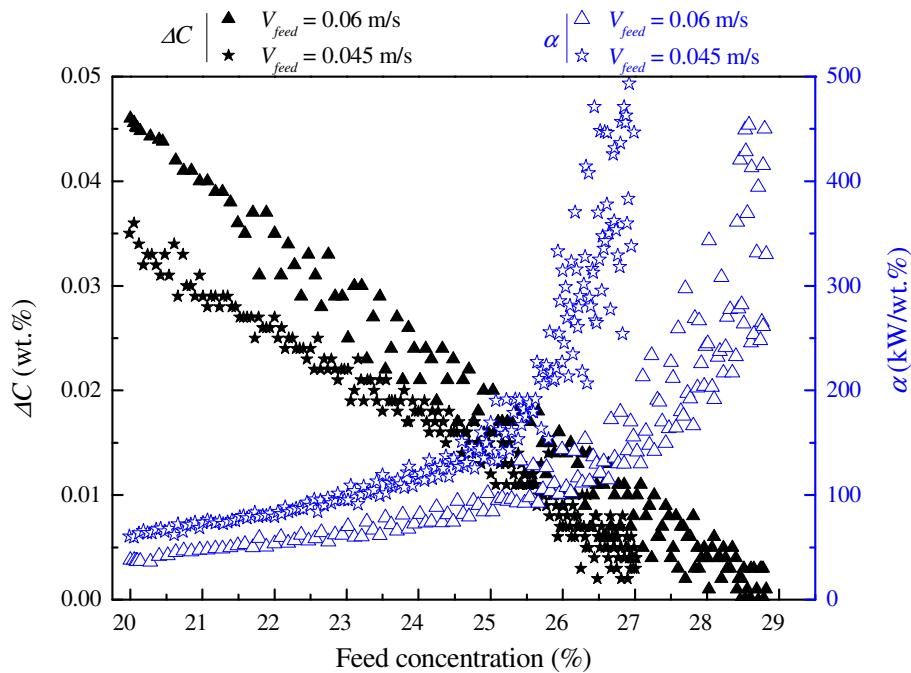 ΔC
V_feed = 0.06 m/s
V_feed = 0.045 m/s
α
V_feed = 0.06 m/s
V_feed = 0.045 m/s
0.05
0.04
0.03
0.02
0.01
0.00
ΔC (wt.%)
500
400
300
200
100
0
α (kW/wt.%)
20 21 22 23 24 25 26 27 28 29
Feed concentration (%)